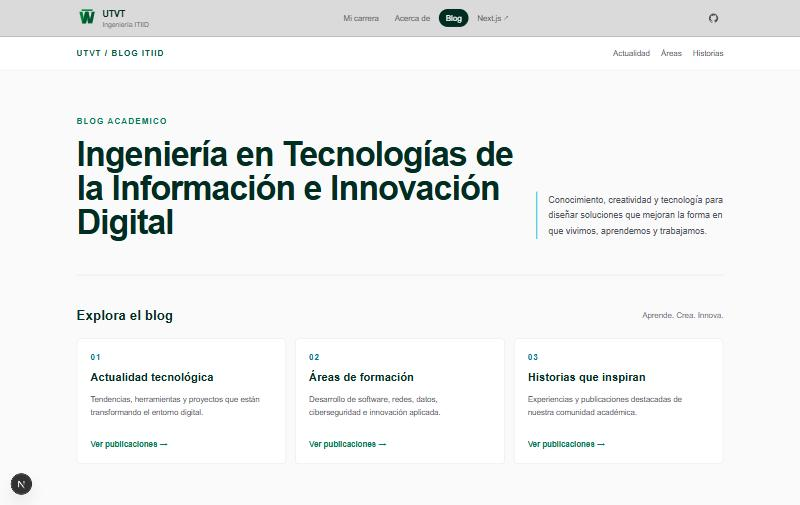 UTVT
Ingeniería ITIID
Mi carrera
Acerca de
Blog
Next.js ↗
UTVT / BLOG ITIID
Actualidad
Áreas
Historias
BLOG ACADEMICO
Ingeniería en Tecnologías de
la Información e Innovación
Digital
Conocimiento, creatividad y tecnología para
diseñar soluciones que mejoran la forma en
que vivimos, aprendemos y trabajamos.
Explora el blog
Aprende. Crea. Innova.
01
Actualidad tecnológica
Tendencias, herramientas y proyectos que están
transformando el entorno digital.
Ver publicaciones →
02
Áreas de formación
Desarrollo de software, redes, datos,
ciberseguridad e innovación aplicada.
Ver publicaciones →
03
Historias que inspiran
Experiencias y publicaciones destacadas de
nuestra comunidad académica.
Ver publicaciones →
N